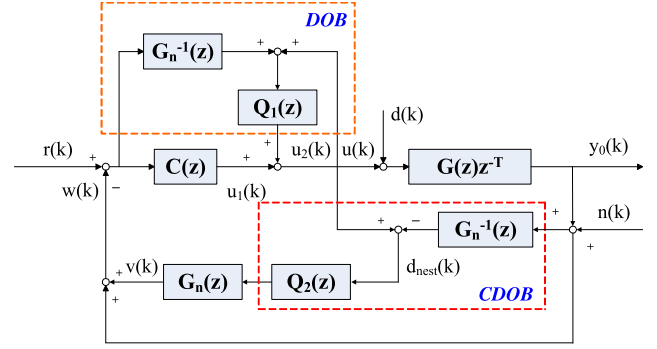 DOB
Gn⁻¹(z)
+ +
Q1(z)
d(k)
r(k) + C(z) + + u2(k) u(k) G(z)z⁻ᵀ y0(k)
w(k) − u1(k)
+ − Gn⁻¹(z) + n(k)
+
dnest(k)
+ v(k) Gn(z) Q2(z) CDOB
+